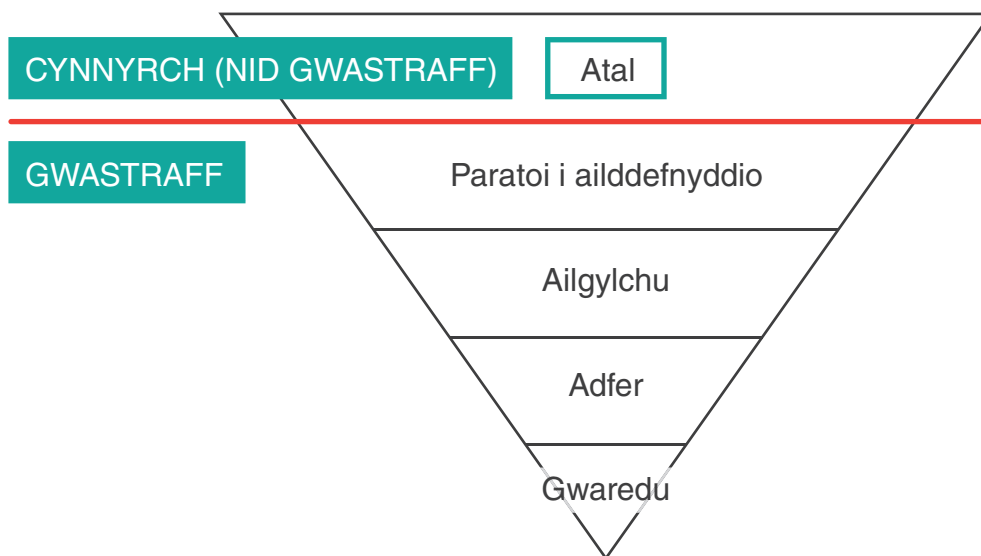 CYNNYRCH (NID GWASTRAFF)
Atal
GWASTRAFF
Paratoi i ailddefnyddio
Ailgylchu
Adfer
Gwaredu